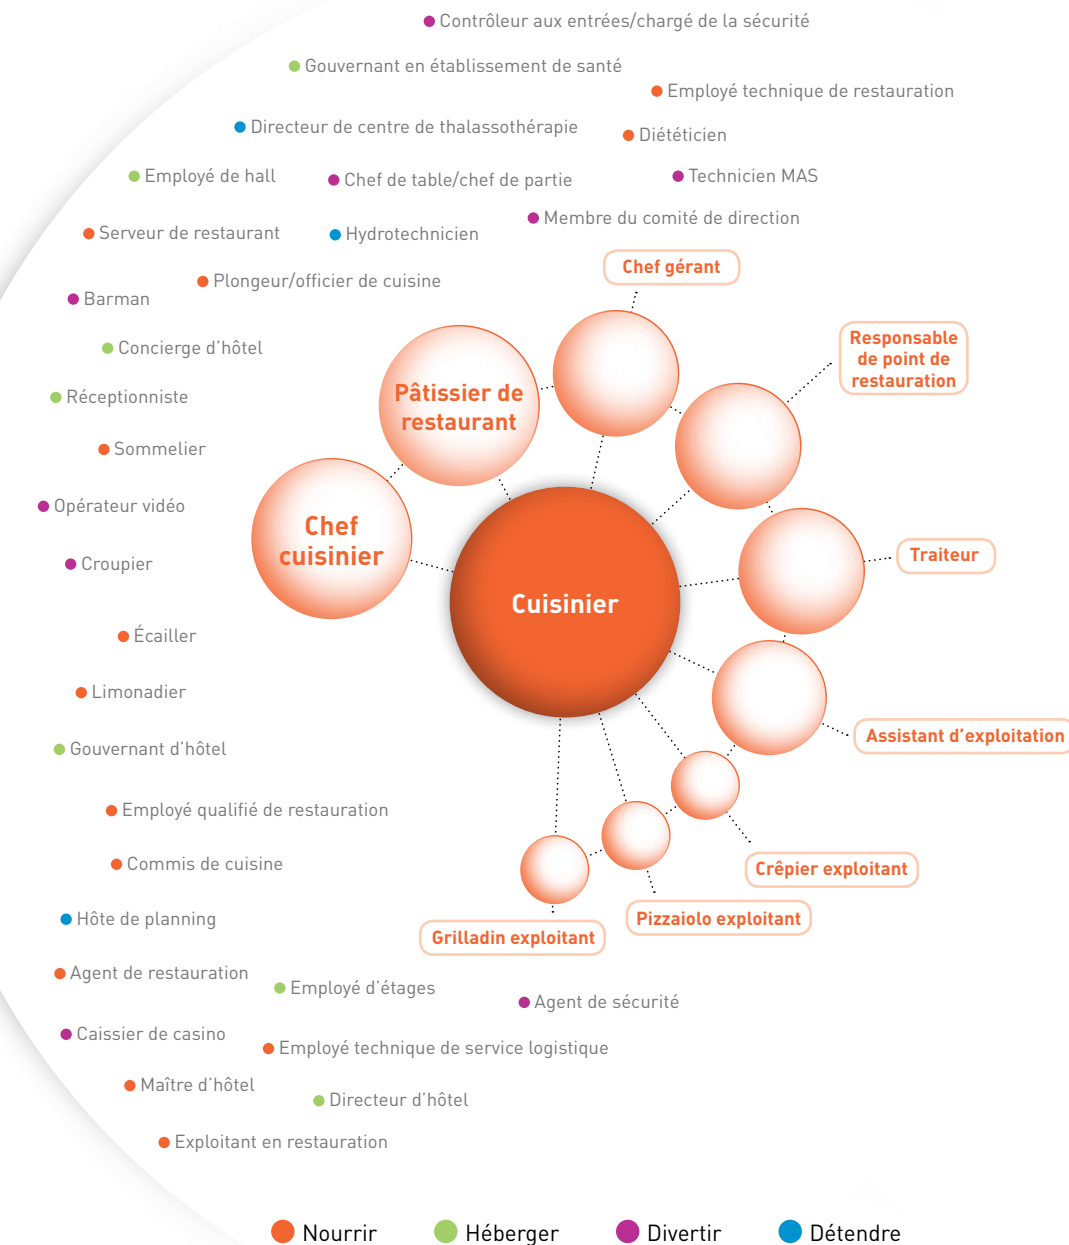 Contrôleur aux entrées/chargé de la sécurité
Gouvernant en établissement de santé
Employé technique de restauration
Directeur de centre de thalassothérapie
Diététicien
Employé de hall
Chef de table/chef de partie
Technicien MAS
Membre du comité de direction
Serveur de restaurant
Hydrotechnicien
Chef gérant
Plongeur/officier de cuisine
Barman
Responsable
de point de
restauration
Concierge d'hôtel
Pâtissier de
restaurant
Réceptionniste
Sommelier
Opérateur vidéo
Chef
cuisinier
Traiteur
Croupier
Cuisinier
Écailler
Limonadier
Gouvernant d'hôtel
Assistant d'exploitation
Employé qualifié de restauration
Commis de cuisine
Crêpier exploitant
Hôte de planning
Pizzaiolo exploitant
Grilladin exploitant
Agent de restauration
Employé d'étages
Agent de sécurité
Caissier de casino
Employé technique de service logistique
Maître d'hôtel
Directeur d'hôtel
Exploitant en restauration
Nourrir
Héberger
Divertir
Détendre